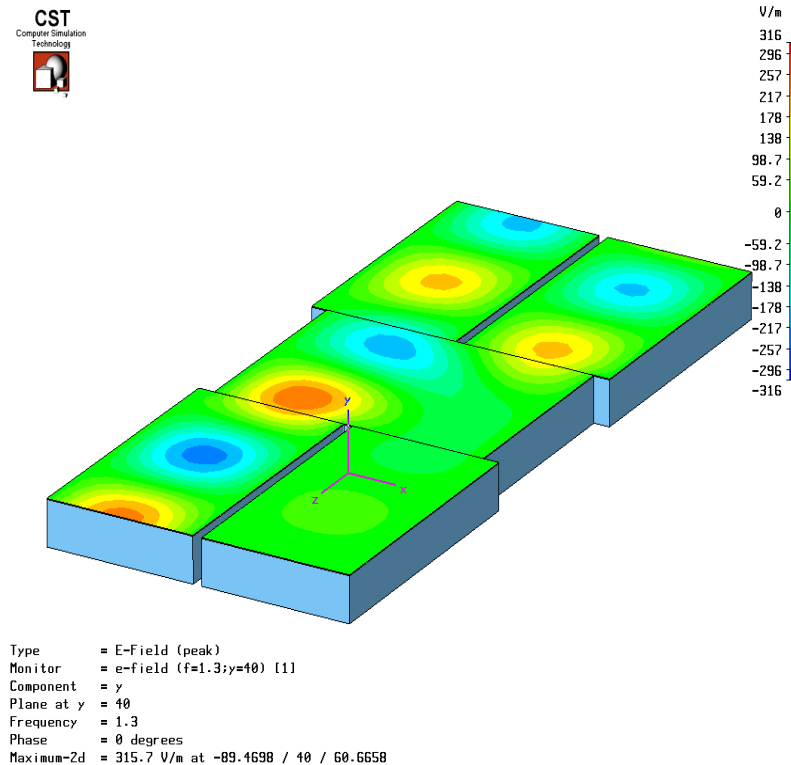 CST
Computer Simulation
Technology
V/m
316
296
257
217
178
138
98.7
59.2
0
-59.2
-98.7
-138
-178
-217
-257
-296
-316
y
x
z
Type = E-Field (peak)
Monitor = e-field (f=1.3;y=40) [1]
Component = y
Plane at y = 40
Frequency = 1.3
Phase = 0 degrees
Maximum-2d = 315.7 V/m at -89.4698 / 40 / 60.6658